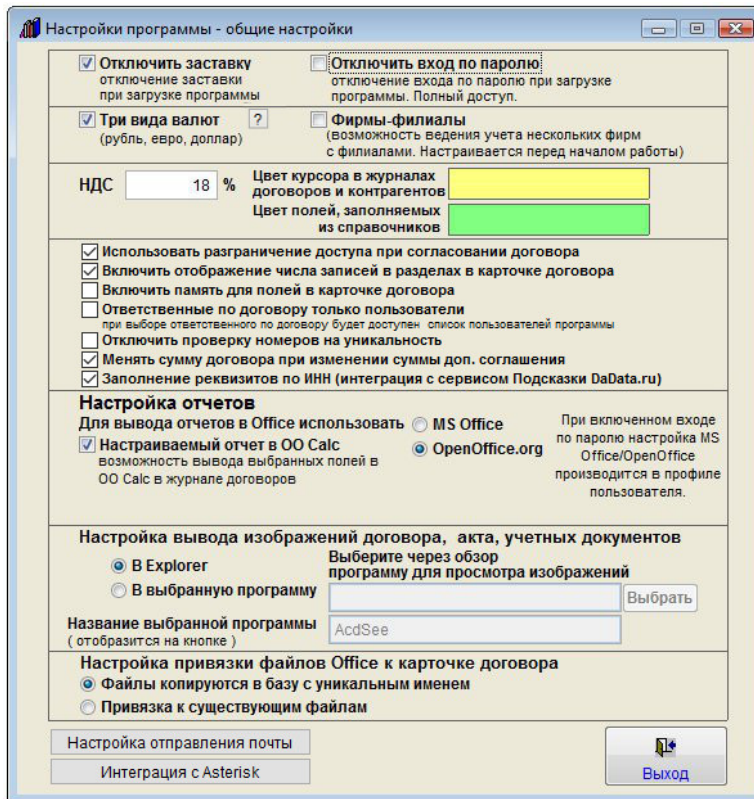 Настройки программы - общие настройки
Отключить заставку
отключение заставки
при загрузке программы
Отключить вход по паролю
отключение входа по паролю при загрузке
программы. Полный доступ.
Три вида валют ?
(рубль, евро, доллар)
Фирмы-филиалы
(возможность ведения учета нескольких фирм
с филиалами. Настраивается перед началом работы)
НДС 18 %
Цвет курсора в журналах
договоров и контрагентов
Цвет полей, заполняемых
из справочников
Использовать разграничение доступа при согласовании договора
Включить отображение числа записей в разделах в карточке договора
Включить память для полей в карточке договора
Ответственные по договору только пользователи
при выборе ответственного по договору будет доступен список пользователей программы
Отключить проверку номеров на уникальность
Менять сумму договора при изменении суммы доп. соглашения
Заполнение реквизитов по ИНН (интеграция с сервисом Подсказки DaData.ru)
Настройка отчетов
Для вывода отчетов в Office использовать
MS Office
OpenOffice.org
Настраиваемый отчет в OO Calc
возможность вывода выбранных полей в
OO Calc в журнале договоров
При включенном входе
по паролю настройка MS
Office/OpenOffice
производится в профиле
пользователя.
Настройка вывода изображений договора, акта, учетных документов
В Explorer
В выбранную программу
Выберите через обзор
программу для просмотра изображений
Выбрать
Название выбранной программы
( отобразится на кнопке )
AcdSee
Настройка привязки файлов Office к карточке договора
Файлы копируются в базу с уникальным именем
Привязка к существующим файлам
Настройка отправления почты
Интеграция с Asterisk
Выход